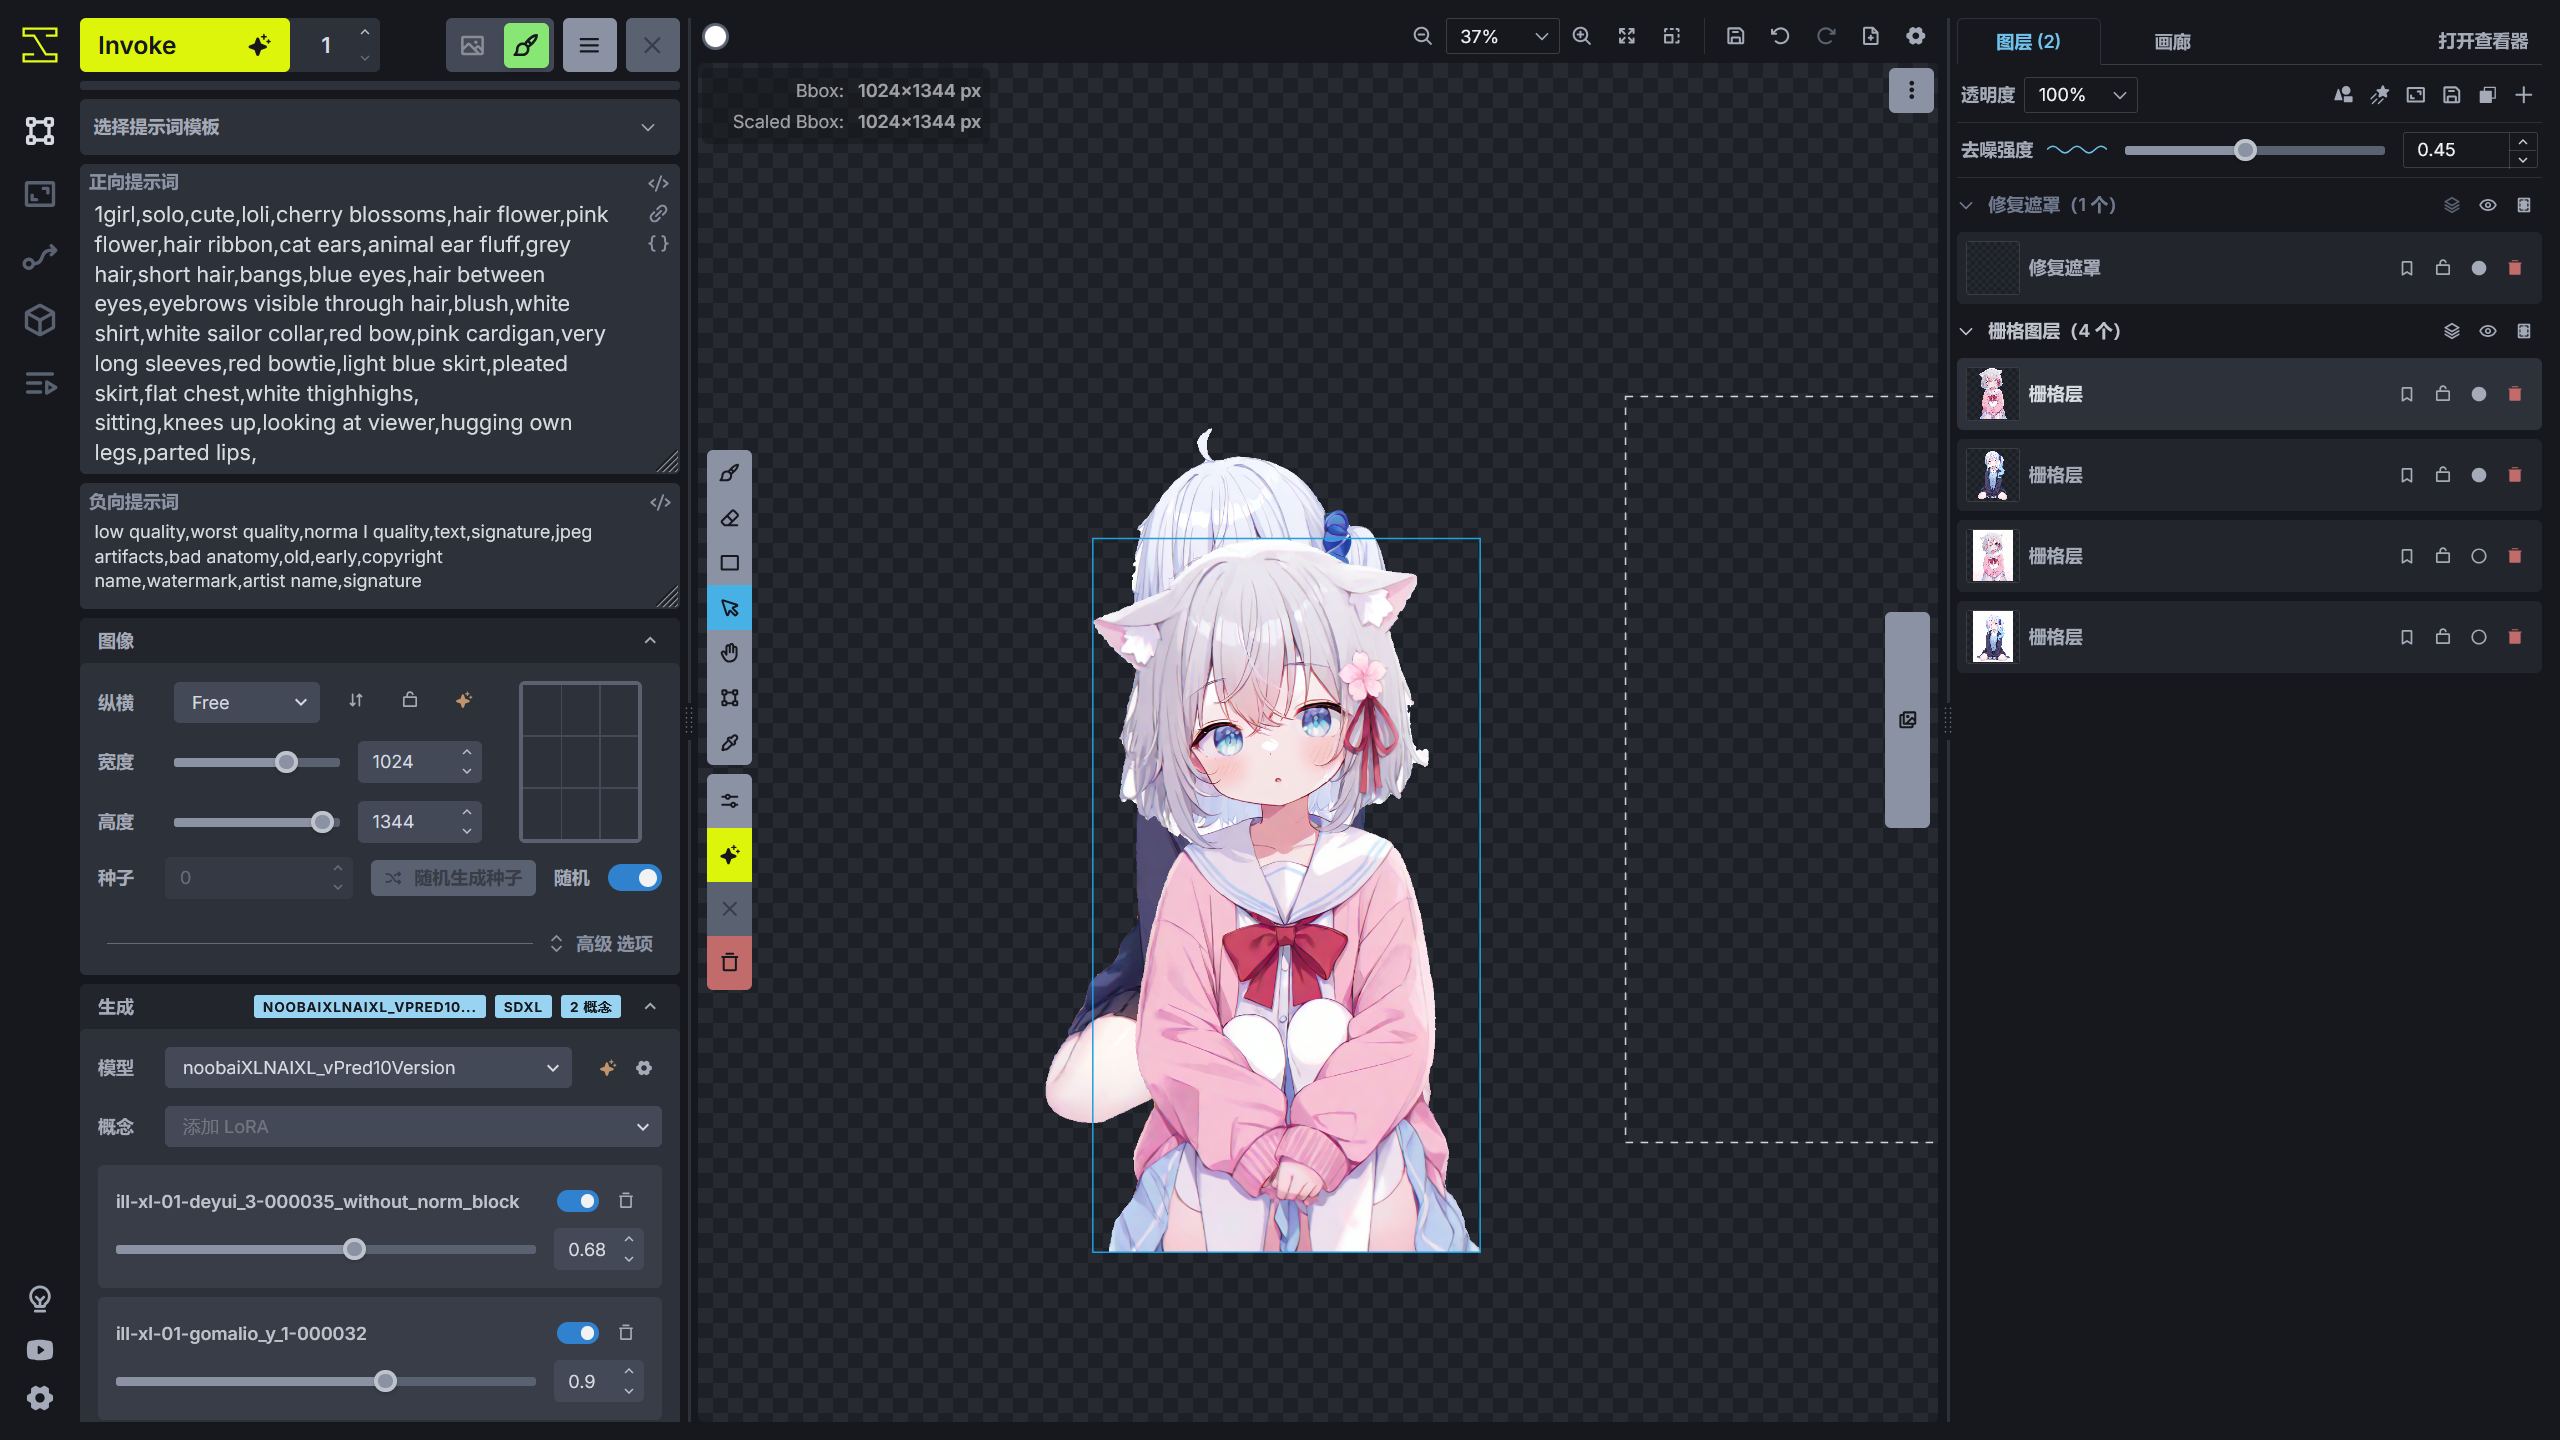 Invoke
1
选择提示词模板
正向提示词
1girl,solo,cute,loli,cherry blossoms,hair flower,pink
flower,hair ribbon,cat ears,animal ear fluff,grey
hair,short hair,bangs,blue eyes,hair between
eyes,eyebrows visible through hair,blush,white
shirt,white sailor collar,red bow,pink cardigan,very
long sleeves,red bowtie,light blue skirt,pleated
skirt,flat chest,white thighhighs,
sitting,knees up,looking at viewer,hugging own
legs,parted lips,
负向提示词
low quality,worst quality,norma l quality,text,signature,jpeg
artifacts,bad anatomy,old,early,copyright
name,watermark,artist name,signature
图像
纵横
Free
宽度
1024
高度
1344
种子
0
随机生成种子
随机
高级 选项
生成
NOOBAIXLNAIXL_VPRED10...
SDXL
2 概念
模型
noobaiXLNAIXL_vPred10Version
概念
添加 LoRA
ill-xl-01-deyui_3-000035_without_norm_block
0.68
ill-xl-01-gomalio_y_1-000032
0.9
37%
Bbox: 1024×1344 px
Scaled Bbox: 1024×1344 px
图层 (2)
画廊
打开查看器
透明度
100%
去噪强度
0.45
修复遮罩 (1 个)
修复遮罩
栅格图层 (4 个)
栅格层
栅格层
栅格层
栅格层